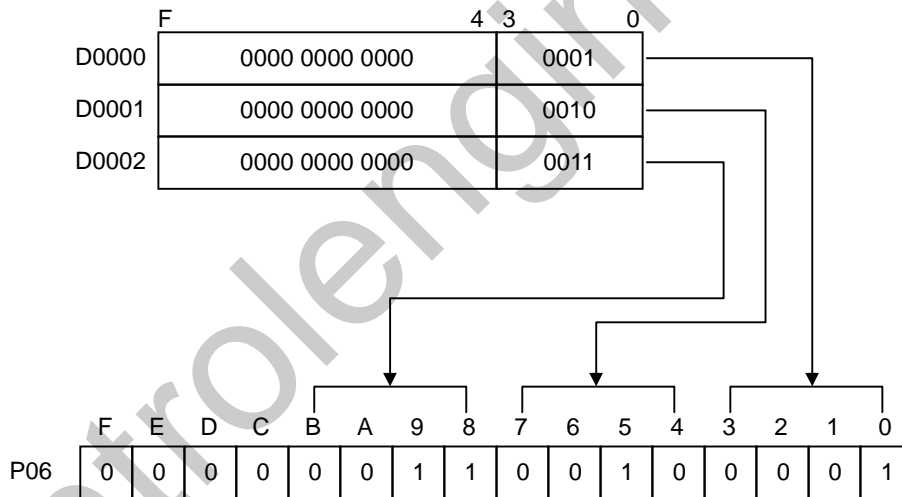 F 4 3 0
D0000 0000 0000 0000 0001
D0001 0000 0000 0000 0010
D0002 0000 0000 0000 0011
F E D C B A 9 8 7 6 5 4 3 2 1 0
P06 0 0 0 0 0 0 1 1 0 0 1 0 0 0 0 1
trolengin